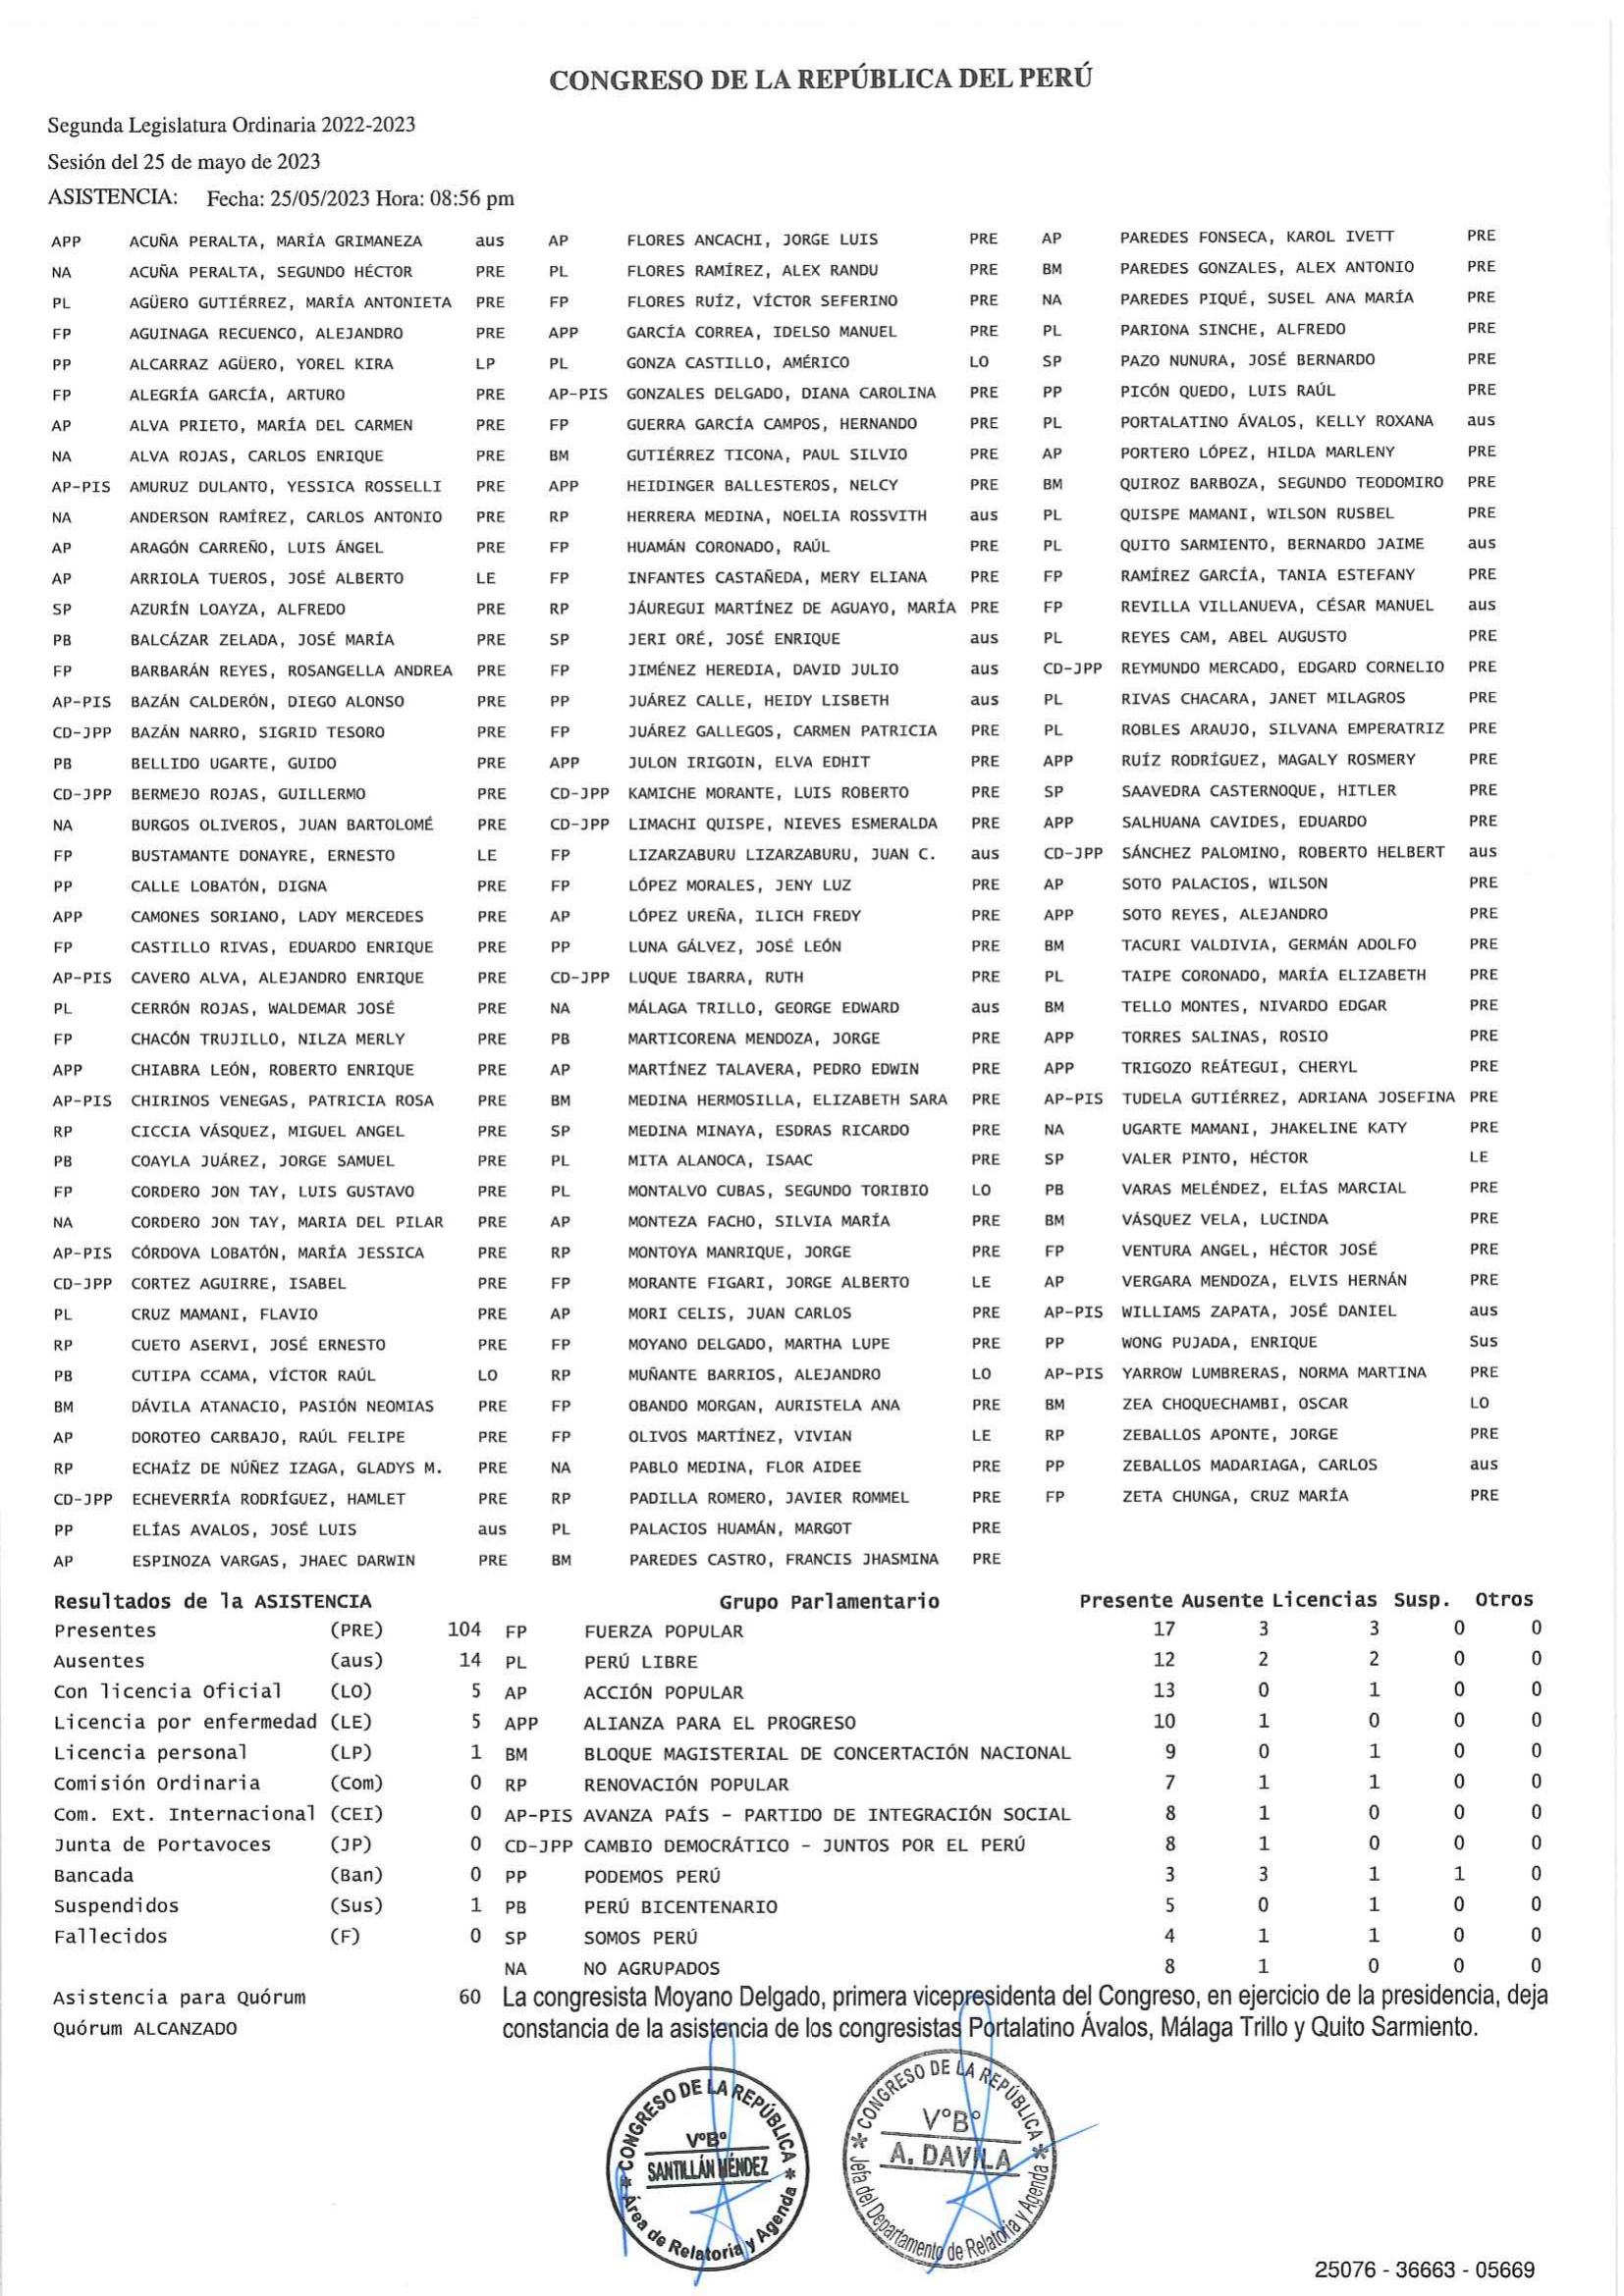 CONGRESO DE LA REPÚBLICA DEL PERÚ
Segunda Legislatura Ordinaria 2022-2023
Sesión del 25 de mayo de 2023
ASISTENCIA: Fecha: 25/05/2023 Hora: 08:56 pm
APP ACUÑA PERALTA, MARÍA GRIMANEZA aus AP FLORES ANCACHI, JORGE LUIS PRE AP PAREDES FONSECA, KAROL IVETT PRE
NA ACUÑA PERALTA, SEGUNDO HÉCTOR PRE PL FLORES RAMÍREZ, ALEX RANDU PRE BM PAREDES GONZALES, ALEX ANTONIO PRE
PL AGÜERO GUTIÉRREZ, MARÍA ANTONIETA PRE FP FLORES RUÍZ, VÍCTOR SEFERINO PRE NA PAREDES PIQUÉ, SUSEL ANA MARÍA PRE
FP AGUINAGA RECUENCO, ALEJANDRO PRE APP GARCÍA CORREA, IDELSO MANUEL PRE PL PARIONA SINCHE, ALFREDO PRE
PP ALCARRAZ AGÜERO, YOREL KIRA LP PL GONZA CASTILLO, AMÉRICO LO SP PAZO NUNURA, JOSÉ BERNARDO PRE
FP ALEGRÍA GARCÍA, ARTURO PRE AP-PIS GONZALES DELGADO, DIANA CAROLINA PRE PP PICÓN QUEDO, LUIS RAÚL PRE
AP ALVA PRIETO, MARÍA DEL CARMEN PRE FP GUERRA GARCÍA CAMPOS, HERNANDO PRE PL PORTALATINO ÁVALOS, KELLY ROXANA aus
NA ALVA ROJAS, CARLOS ENRIQUE PRE BM GUTIÉRREZ TICONA, PAUL SILVIO PRE AP PORTERO LÓPEZ, HILDA MARLENY PRE
AP-PIS AMURUZ DULANTO, YESSICA ROSSELLI PRE APP HEIDINGER BALLESTEROS, NELCY PRE BM QUIROZ BARBOZA, SEGUNDO TEODOMIRO PRE
NA ANDERSON RAMÍREZ, CARLOS ANTONIO PRE RP HERRERA MEDINA, NOELIA ROSSVITH aus PL QUISPE MAMANI, WILSON RUSBEL PRE
AP ARAGÓN CARREÑO, LUIS ÁNGEL PRE FP HUAMÁN CORONADO, RAÚL PRE PL QUITO SARMIENTO, BERNARDO JAIME aus
AP ARRIOLA TUEROS, JOSÉ ALBERTO LE FP INFANTES CASTAÑEDA, MERY ELIANA PRE FP RAMÍREZ GARCÍA, TANIA ESTEFANY PRE
SP AZURÍN LOAYZA, ALFREDO PRE RP JÁUREGUI MARTÍNEZ DE AGUAYO, MARÍA PRE FP REVILLA VILLANUEVA, CÉSAR MANUEL aus
PB BALCÁZAR ZELADA, JOSÉ MARÍA PRE SP JERI ORÉ, JOSÉ ENRIQUE aus PL REYES CAM, ABEL AUGUSTO PRE
FP BARBARÁN REYES, ROSANGELLA ANDREA PRE FP JIMÉNEZ HEREDIA, DAVID JULIO aus CD-JPP REYMUNDO MERCADO, EDGARD CORNELIO PRE
AP-PIS BAZÁN CALDERÓN, DIEGO ALONSO PRE PP JUÁREZ CALLE, HEIDY LISBETH aus PL RIVAS CHACARA, JANET MILAGROS PRE
CD-JPP BAZÁN NARRO, SIGRID TESORO PRE FP JUÁREZ GALLEGOS, CARMEN PATRICIA PRE PL ROBLES ARAUJO, SILVANA EMPERATRIZ PRE
PB BELLIDO UGARTE, GUIDO PRE APP JULON IRIGOIN, ELVA EDHIT PRE APP RUÍZ RODRÍGUEZ, MAGALY ROSMERY PRE
CD-JPP BERMEJO ROJAS, GUILLERMO PRE CD-JPP KAMICHE MORANTE, LUIS ROBERTO PRE SP SAAVEDRA CASTERNOQUE, HITLER PRE
NA BURGOS OLIVEROS, JUAN BARTOLOMÉ PRE CD-JPP LIMACHI QUISPE, NIEVES ESMERALDA PRE APP SALHUANA CAVIDES, EDUARDO PRE
FP BUSTAMANTE DONAYRE, ERNESTO LE FP LIZARZABURU LIZARZABURU, JUAN C. aus CD-JPP SÁNCHEZ PALOMINO, ROBERTO HELBERT aus
PP CALLE LOBATÓN, DIGNA PRE FP LÓPEZ MORALES, JENY LUZ PRE AP SOTO PALACIOS, WILSON PRE
APP CAMONES SORIANO, LADY MERCEDES PRE AP LÓPEZ UREÑA, ILICH FREDY PRE APP SOTO REYES, ALEJANDRO PRE
FP CASTILLO RIVAS, EDUARDO ENRIQUE PRE PP LUNA GÁLVEZ, JOSÉ LEÓN PRE BM TACURI VALDIVIA, GERMÁN ADOLFO PRE
AP-PIS CAVERO ALVA, ALEJANDRO ENRIQUE PRE CD-JPP LUQUE IBARRA, RUTH PRE PL TAIPE CORONADO, MARÍA ELIZABETH PRE
PL CERRÓN ROJAS, WALDEMAR JOSÉ PRE NA MÁLAGA TRILLO, GEORGE EDWARD aus BM TELLO MONTES, NIVARDO EDGAR PRE
FP CHACÓN TRUJILLO, NILZA MERLY PRE PB MARTICORENA MENDOZA, JORGE PRE APP TORRES SALINAS, ROSIO PRE
APP CHIABRA LEÓN, ROBERTO ENRIQUE PRE AP MARTÍNEZ TALAVERA, PEDRO EDWIN PRE APP TRIGOZO REÁTEGUI, CHERYL PRE
AP-PIS CHIRINOS VENEGAS, PATRICIA ROSA PRE BM MEDINA HERMOSILLA, ELIZABETH SARA PRE AP-PIS TUDELA GUTIÉRREZ, ADRIANA JOSEFINA PRE
RP CICCIA VÁSQUEZ, MIGUEL ANGEL PRE SP MEDINA MINAYA, ESDRAS RICARDO PRE NA UGARTE MAMANI, JHAKELINE KATY PRE
PB COAYLA JUÁREZ, JORGE SAMUEL PRE PL MITA ALANOCA, ISAAC PRE SP VALER PINTO, HÉCTOR LE
FP CORDERO JON TAY, LUIS GUSTAVO PRE PL MONTALVO CUBAS, SEGUNDO TORIBIO LO PB VARAS MELÉNDEZ, ELÍAS MARCIAL PRE
NA CORDERO JON TAY, MARIA DEL PILAR PRE AP MONTEZA FACHO, SILVIA MARÍA PRE BM VÁSQUEZ VELA, LUCINDA PRE
AP-PIS CÓRDOVA LOBATÓN, MARÍA JESSICA PRE RP MONTOYA MANRIQUE, JORGE PRE FP VENTURA ANGEL, HÉCTOR JOSÉ PRE
CD-JPP CORTEZ AGUIRRE, ISABEL PRE FP MORANTE FIGARI, JORGE ALBERTO LE AP VERGARA MENDOZA, ELVIS HERNÁN PRE
PL CRUZ MAMANI, FLAVIO PRE AP MORI CELIS, JUAN CARLOS PRE AP-PIS WILLIAMS ZAPATA, JOSÉ DANIEL aus
RP CUETO ASERVI, JOSÉ ERNESTO PRE FP MOYANO DELGADO, MARTHA LUPE PRE PP WONG PUJADA, ENRIQUE Sus
PB CUTIPA CCAMA, VÍCTOR RAÚL LO RP MUÑANTE BARRIOS, ALEJANDRO LO AP-PIS YARROW LUMBRERAS, NORMA MARTINA PRE
BM DÁVILA ATANACIO, PASIÓN NEOMIAS PRE FP OBANDO MORGAN, AURISTELA ANA PRE BM ZEA CHOQUECHAMBI, OSCAR LO
AP DOROTEO CARBAJO, RAÚL FELIPE PRE FP OLIVOS MARTÍNEZ, VIVIAN LE RP ZEBALLOS APONTE, JORGE PRE
RP ECHAÍZ DE NÚÑEZ IZAGA, GLADYS M. PRE NA PABLO MEDINA, FLOR AIDEE PRE PP ZEBALLOS MADARIAGA, CARLOS aus
CD-JPP ECHEVERRÍA RODRÍGUEZ, HAMLET PRE RP PADILLA ROMERO, JAVIER ROMMEL PRE FP ZETA CHUNGA, CRUZ MARÍA PRE
PP ELÍAS AVALOS, JOSÉ LUIS aus PL PALACIOS HUAMÁN, MARGOT PRE
AP ESPINOZA VARGAS, JHAEC DARWIN PRE BM PAREDES CASTRO, FRANCIS JHASMINA PRE
Resultados de la ASISTENCIA Grupo Parlamentario Presente Ausente Licencias Susp. Otros
Presentes (PRE) 104 FP FUERZA POPULAR 17 3 3 0 0
Ausentes (aus) 14 PL PERÚ LIBRE 12 2 2 0 0
Con licencia Oficial (LO) 5 AP ACCIÓN POPULAR 13 0 1 0 0
Licencia por enfermedad (LE) 5 APP ALIANZA PARA EL PROGRESO 10 1 0 0 0
Licencia personal (LP) 1 BM BLOQUE MAGISTERIAL DE CONCERTACIÓN NACIONAL 9 0 1 0 0
Comisión Ordinaria (Com) 0 RP RENOVACIÓN POPULAR 7 1 1 0 0
Com. Ext. Internacional (CEI) 0 AP-PIS AVANZA PAÍS - PARTIDO DE INTEGRACIÓN SOCIAL 8 1 0 0 0
Junta de Portavoces (JP) 0 CD-JPP CAMBIO DEMOCRÁTICO - JUNTOS POR EL PERÚ 8 1 0 0 0
Bancada (Ban) 0 PP PODEMOS PERÚ 3 3 1 1 0
Suspendidos (Sus) 1 PB PERÚ BICENTENARIO 5 0 1 0 0
Fallecidos (F) 0 SP SOMOS PERÚ 4 1 1 0 0
NA NO AGRUPADOS 8 1 0 0 0
Asistencia para Quórum 60 La congresista Moyano Delgado, primera vicepresidenta del Congreso, en ejercicio de la presidencia, deja
Quórum ALCANZADO constancia de la asistencia de los congresistas Portalatino Ávalos, Málaga Trillo y Quito Sarmiento.
CONGRESO DE LA REPÚBLICA
V°B°
SANTILLÁN MÉNDEZ
Área de Relatoría y Agenda
CONGRESO DE LA REPÚBLICA
V°B°
A. DAVILA
Jefa del Departamento de Relatoría y Agenda
25076 - 36663 - 05669